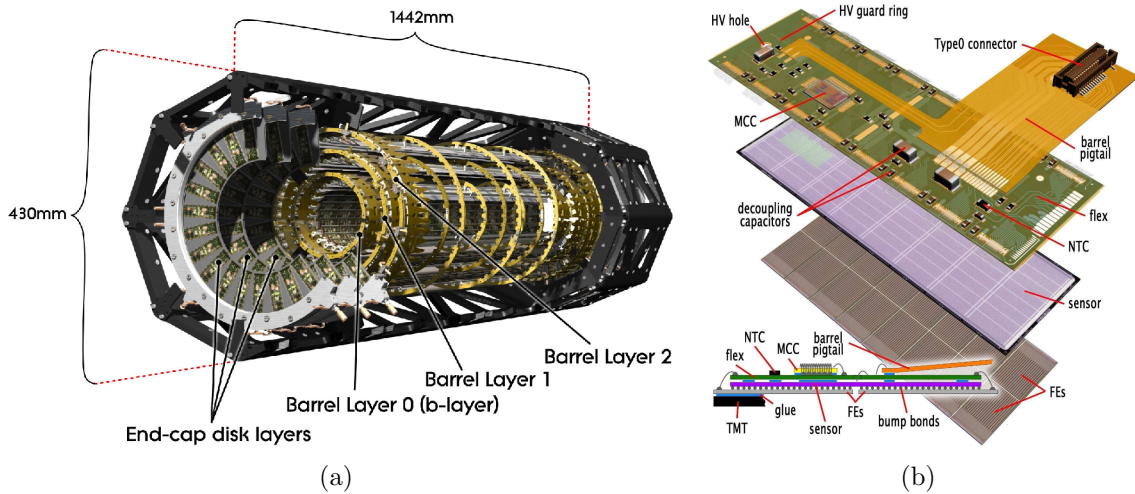 1442mm
430mm
Barrel Layer 2
Barrel Layer 1
Barrel Layer 0 (b-layer)
End-cap disk layers
(a)
HV hole
HV guard ring
Type0 connector
MCC
barrel
pigtail
decoupling
capacitors
flex
NTC
sensor
barrel
pigtail
NTC
MCC
flex
FEs
glue
FEs
TMT
sensor
bump bonds
(b)